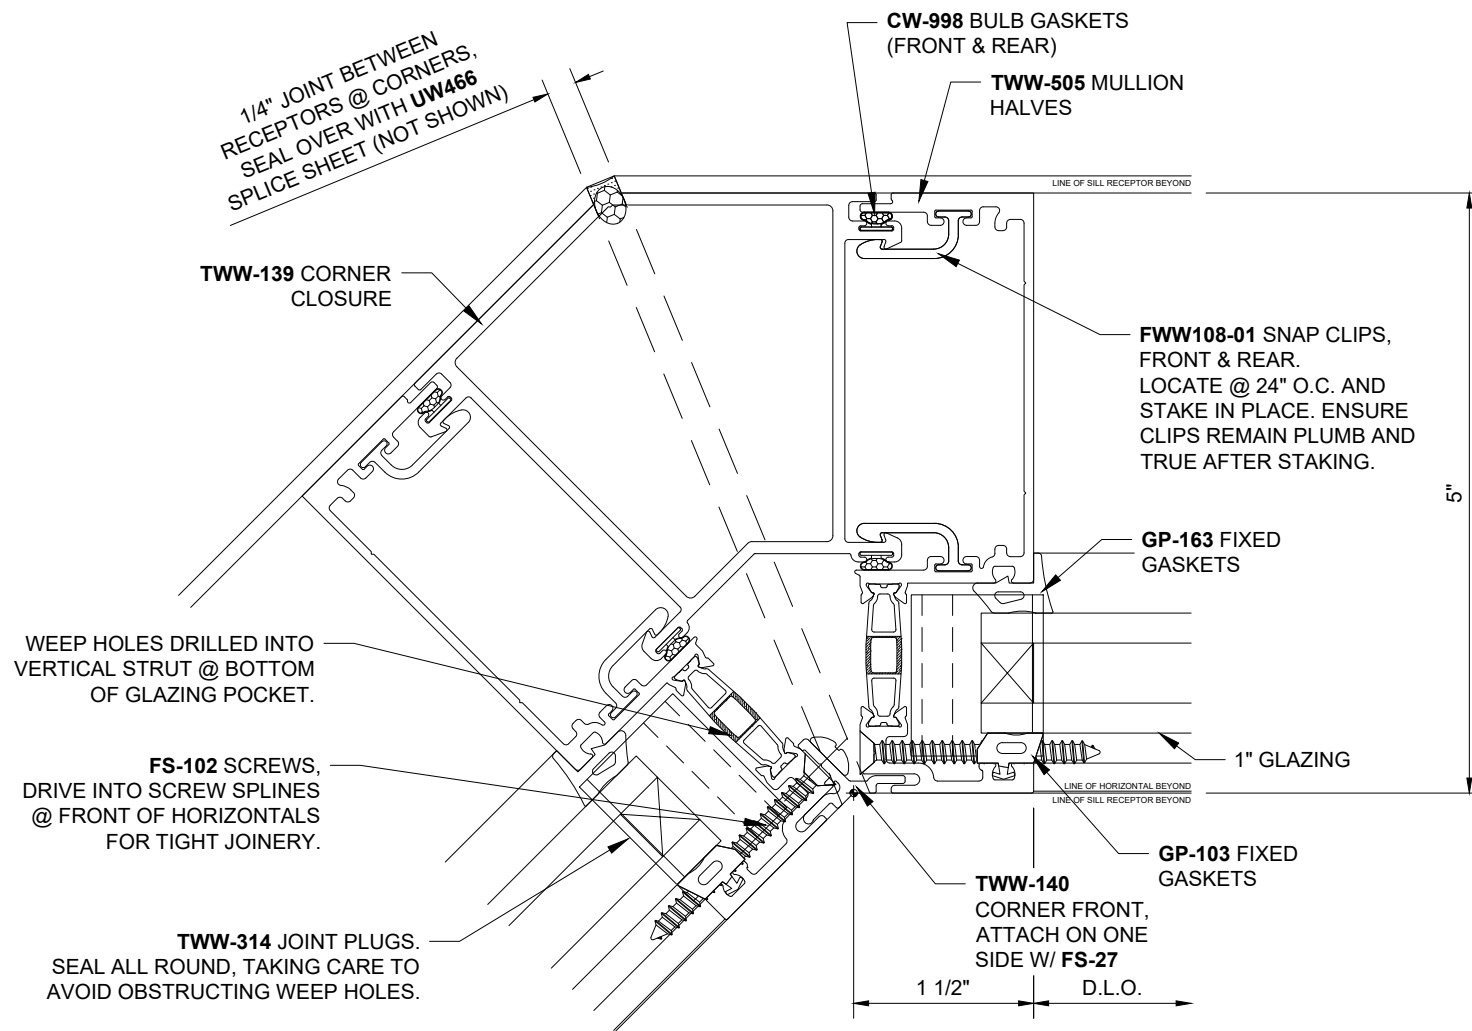 CW-998 BULB GASKETS
(FRONT & REAR)
TWW-505 MULLION
HALVES
1/4" JOINT BETWEEN
RECEPTORS @ CORNERS,
SEAL OVER WITH UW466
SPLICE SHEET (NOT SHOWN)
LINE OF SILL RECEPTOR BEYOND
TWW-139 CORNER
CLOSURE
FWW108-01 SNAP CLIPS,
FRONT & REAR.
LOCATE @ 24" O.C. AND
STAKE IN PLACE. ENSURE
CLIPS REMAIN PLUMB AND
TRUE AFTER STAKING.
5"
GP-163 FIXED
GASKETS
WEEP HOLES DRILLED INTO
VERTICAL STRUT @ BOTTOM
OF GLAZING POCKET.
1" GLAZING
FS-102 SCREWS,
DRIVE INTO SCREW SPLINES
@ FRONT OF HORIZONTALS
FOR TIGHT JOINERY.
LINE OF HORIZONTAL BEYOND
LINE OF SILL RECEPTOR BEYOND
GP-103 FIXED
GASKETS
TWW-140
CORNER FRONT,
ATTACH ON ONE
SIDE W/ FS-27
TWW-314 JOINT PLUGS.
SEAL ALL ROUND, TAKING CARE TO
AVOID OBSTRUCTING WEEP HOLES.
1 1/2"
D.L.O.